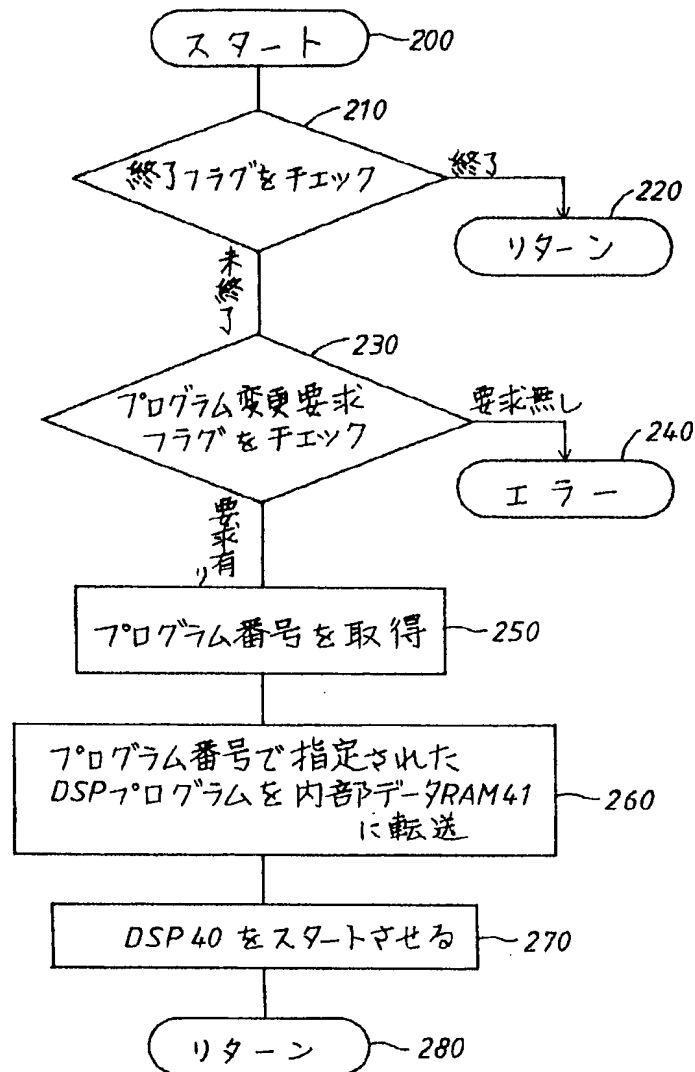 スタート
200
210
終了フラグをチェック
終了
220
リターン
未終了
230
プログラム変更要求
フラグをチェック
要求無し
240
エラー
要求有り
プログラム番号を取得
250
プログラム番号で指定された
DSPプログラムを内部データRAM41
に転送
260
DSP40をスタートさせる
270
リターン
280